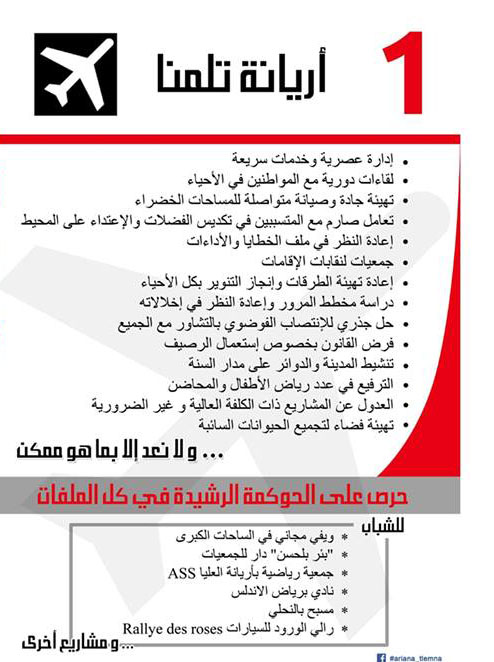 1
أريانة تلمنا
• إدارة عصرية وخدمات سريعة
• لقاءات دورية مع المواطنين في الأحياء
• تهيئة جادة وصيانة متواصلة للمساحات الخضراء
• تعامل صارم مع المتسببين في تكديس الفضلات والإعتداء على المحيط
• إعادة النظر في ملف الخطايا والأداءات
• جمعيات لنقابات الإقامات
• إعادة تهيئة الطرقات وإنجاز التنوير بكل الأحياء
• دراسة مخطط المرور وإعادة النظر في إخلالاته
• حل جذري للإنتصاب الفوضوي بالتشاور مع الجميع
• فرض القانون بخصوص إستعمال الرصيف
• تنشيط المدينة والدوائر على مدار السنة
• الترفيع في عدد رياض الأطفال والمحاضن
• العدول عن المشاريع ذات الكلفة العالية و غير الضرورية
• تهيئة فضاء لتجميع الحيوانات السائبة
... و لا نعد إلا بما هو ممكن
حرص على الحوكمة الرشيدة في كل الملفات
للشباب
* ويفي مجاني في الساحات الكبرى
* "بئر بلحسن" دار للجمعيات
* جمعية رياضية بأريانة العليا ASS
* نادي برياض الاندلس
* مسبح بالنحلي
* رالي الورود للسيارات Rallye des roses
...و مشاريع أخرى
f #ariana_tlemna